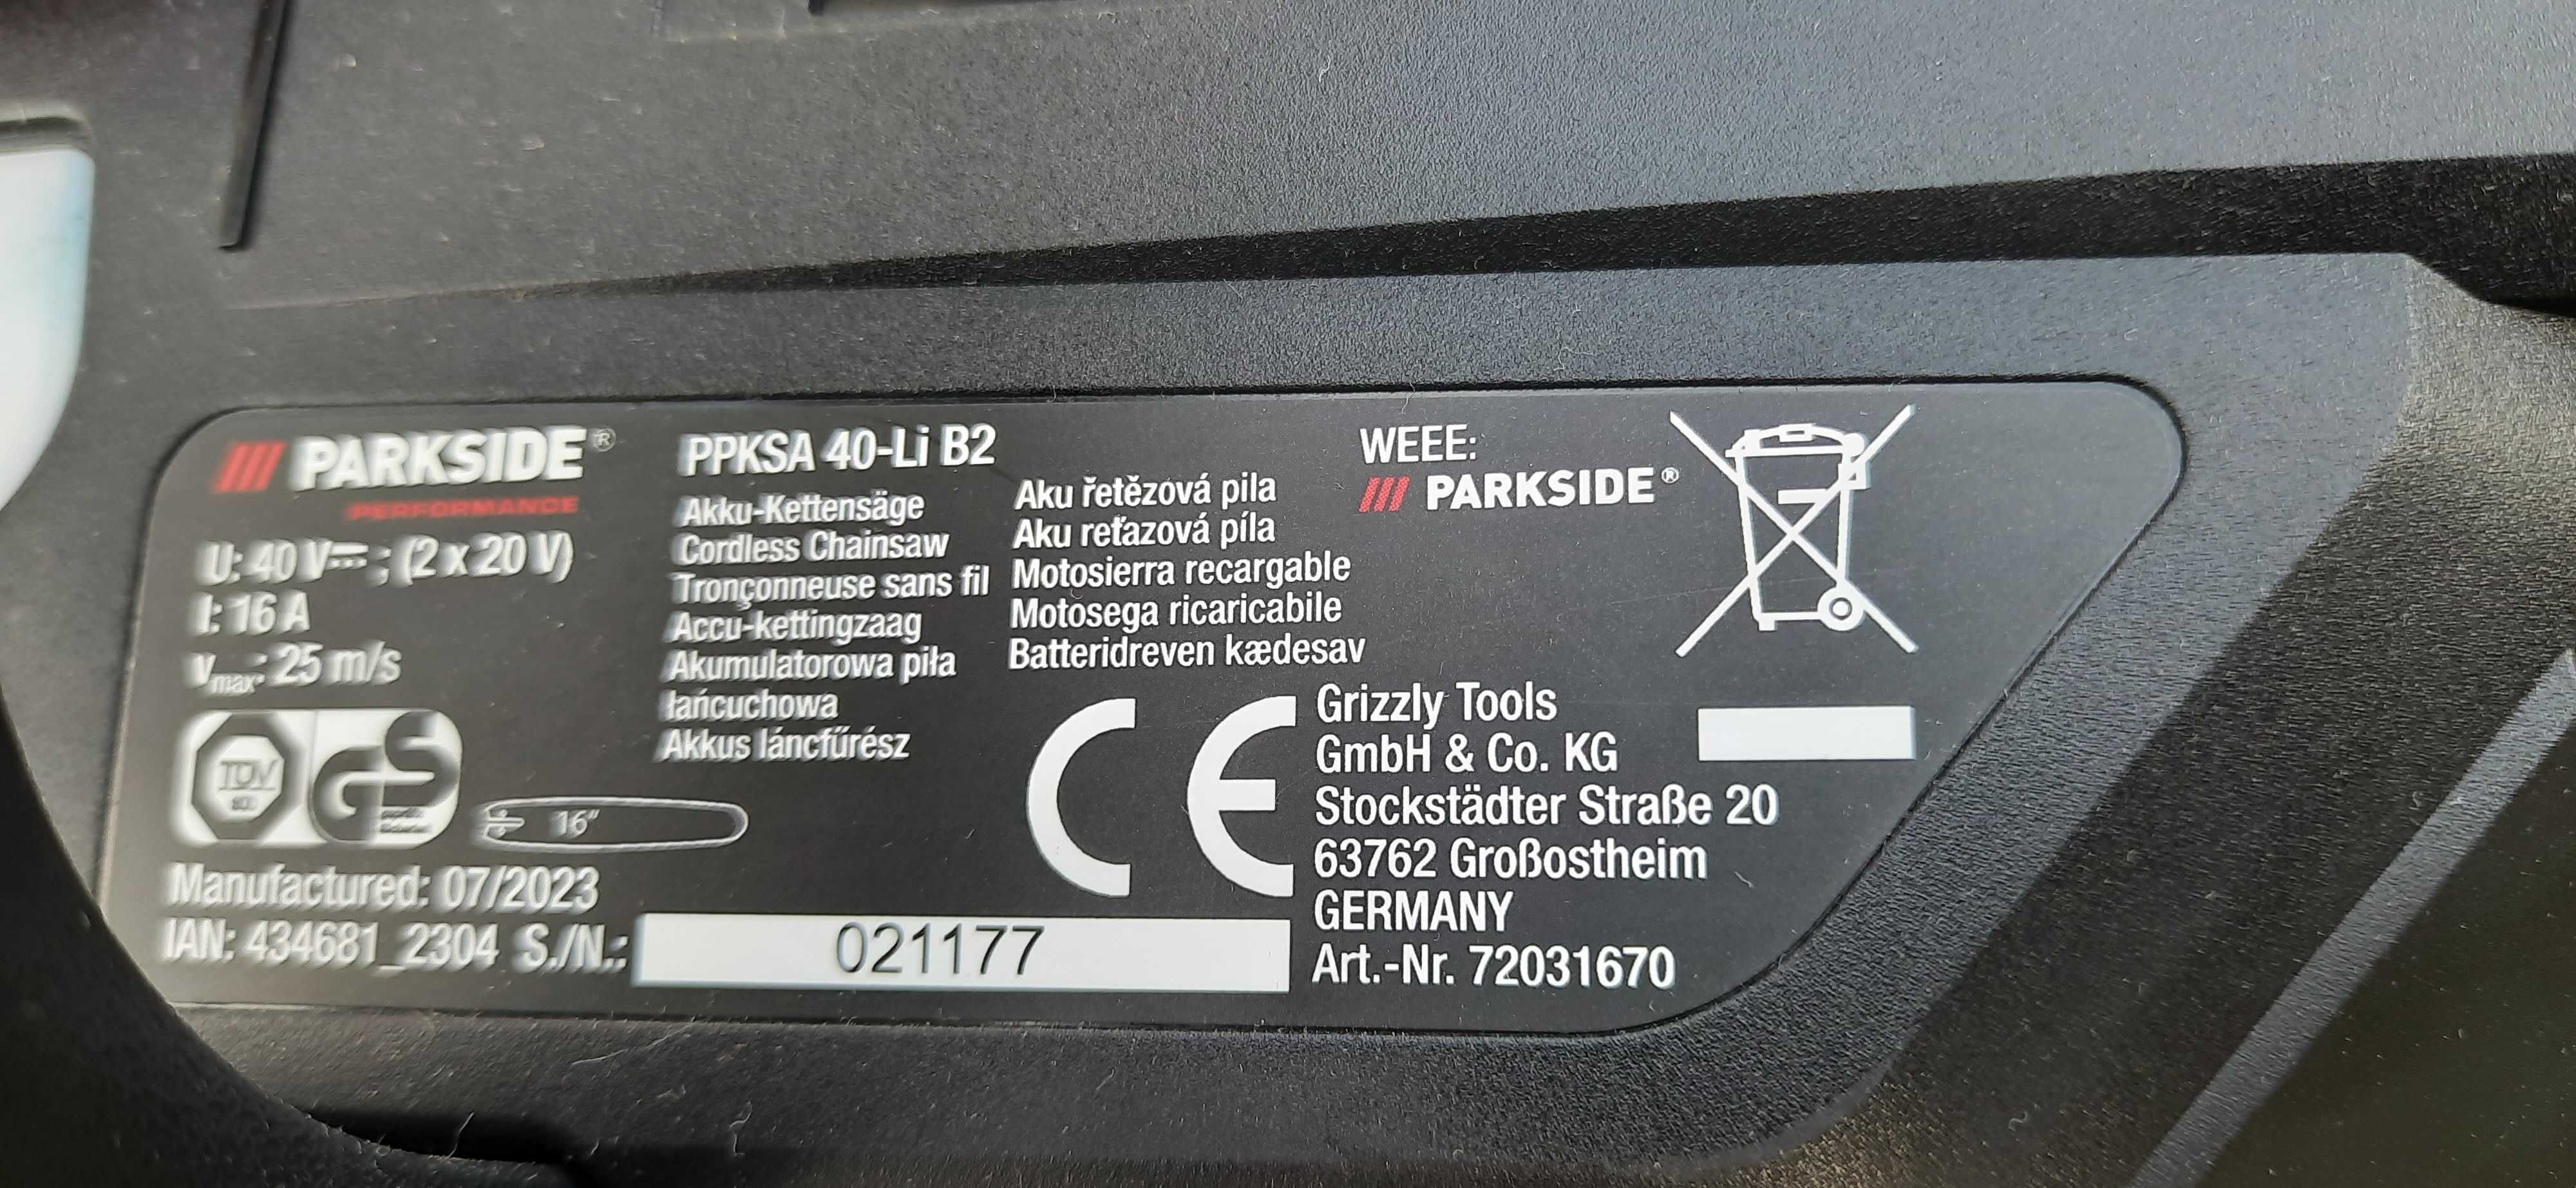 PARKSIDE®
PERFORMANCE
U: 40 V⎓ ; (2 x 20 V)
I: 16 A
vmax: 25 m/s
TÜV
GS
16"
Manufactured: 07/2023
IAN: 434681_2304 S./N.: 021177
PPKSA 40-Li B2
Akku-Kettensäge
Cordless Chainsaw
Tronçonneuse sans fil
Accu-kettingzaag
Akumulatorowa piła
łańcuchowa
Akkus láncfűrész
Aku řetězová pila
Aku reťazová píla
Motosierra recargable
Motosega ricaricabile
Batteridreven kædesav
CE
WEEE:
PARKSIDE®
Grizzly Tools
GmbH & Co. KG
Stockstädter Straße 20
63762 Großostheim
GERMANY
Art.-Nr. 72031670